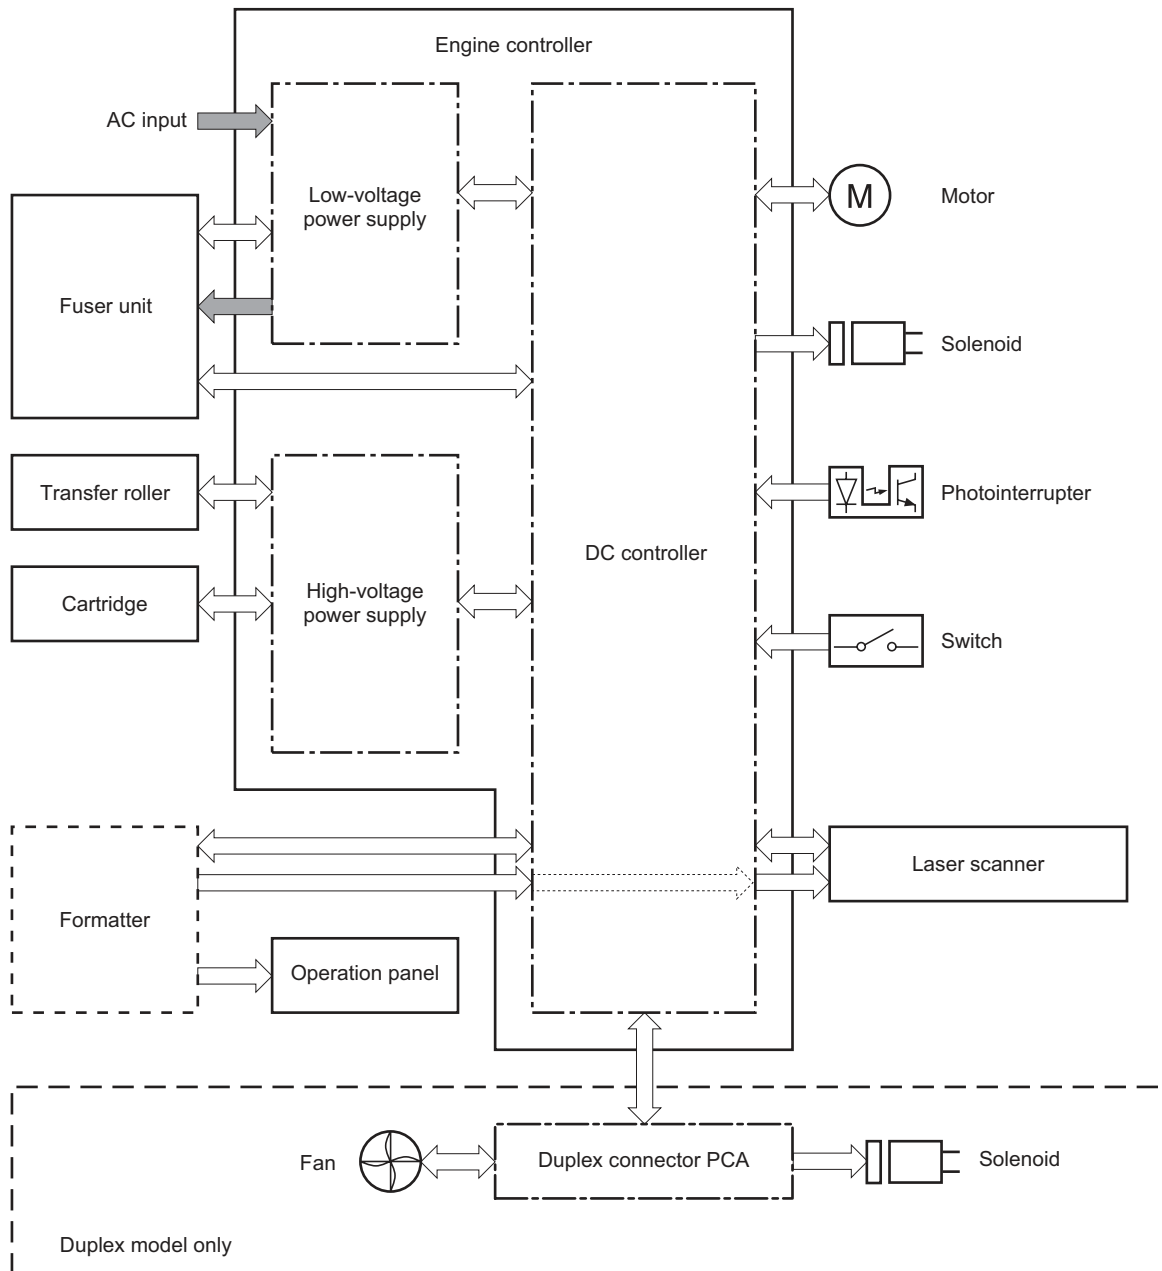 Engine controller
AC input
Low-voltage
power supply
M
Motor
Fuser unit
Solenoid
Transfer roller
Photointerrupter
DC controller
Cartridge
High-voltage
power supply
Switch
Formatter
Laser scanner
Operation panel
Fan
Duplex connector PCA
Solenoid
Duplex model only